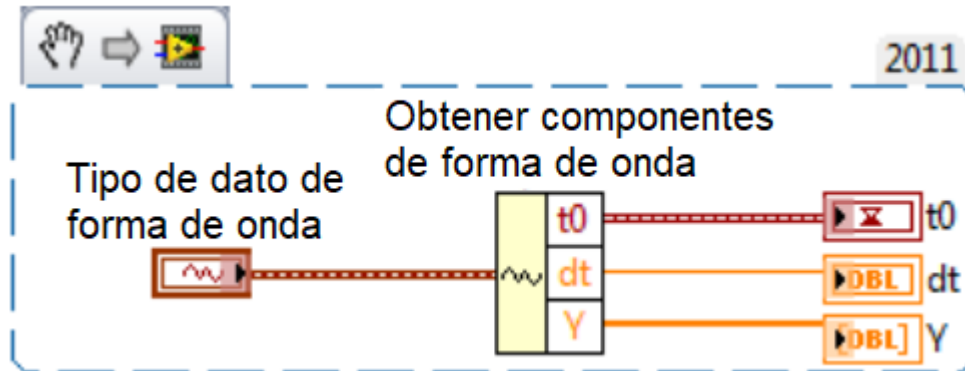 2011
Obtener componentes
de forma de onda
Tipo de dato de
forma de onda
t0
t0
dt
DBL
dt
Y
[DBL]
Y